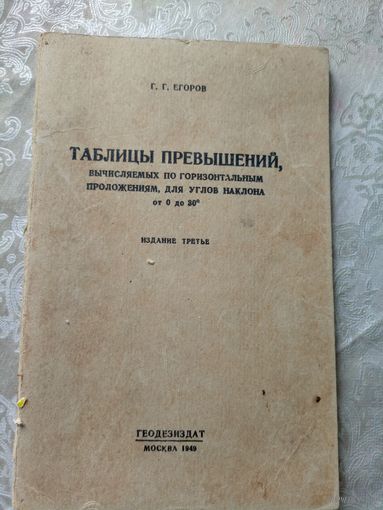 Г. Г. ЕГОРОВ
ТАБЛИЦЫ ПРЕВЫШЕНИЙ,
ВЫЧИСЛЯЕМЫХ ПО ГОРИЗОНТАЛЬНЫМ
ПРОЛОЖЕНИЯМ, ДЛЯ УГЛОВ НАКЛОНА
от 0 до 30°
ИЗДАНИЕ ТРЕТЬЕ
ГЕОДЕЗИЗДАТ
МОСКВА 1949